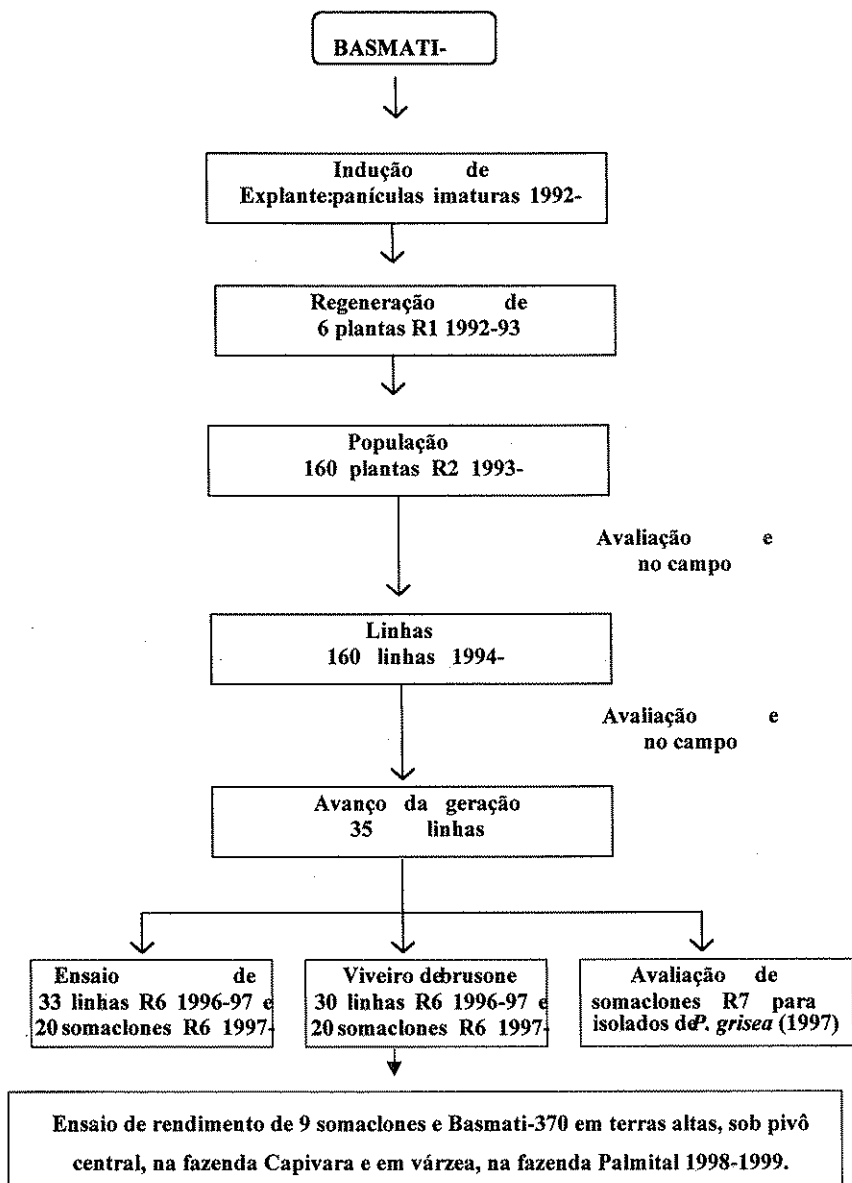 BASMATI-
Indução de
Explante:panículas imaturas 1992-
Regeneração de
6 plantas R1 1992-93
População
160 plantas R2 1993-
Avaliação e
no campo
Linhas
160 linhas 1994-
Avaliação e
no campo
Avanço da geração
35 linhas
Ensaio de
33 linhas R6 1996-97 e
20 somaclones R6 1997-
Viveiro debrusone
30 linhas R6 1996-97 e
20 somaclones R6 1997-
Avaliação de
somaclones R7 para
isolados de P. grisea (1997)
Ensaio de rendimento de 9 somaclones e Basmati-370 em terras altas, sob pivô
central, na fazenda Capivara e em várzea, na fazenda Palmital 1998-1999.